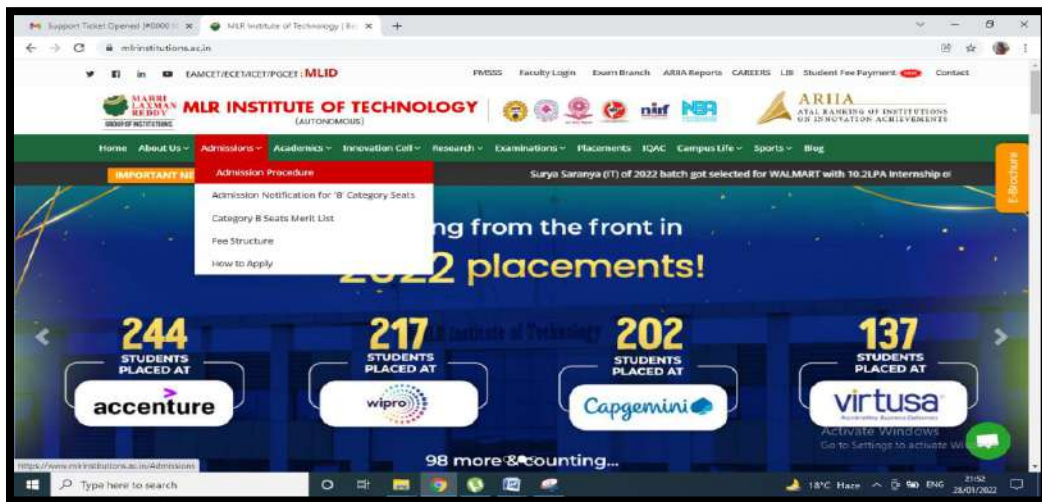 Support Ticket Opened
MLR Institute of Technology
mlrinstitutions.ac.in
EAMCET/ECET/ICET/PGCET : MLID
PMSSS Faculty Login Exam Branch ARIIA Reports CAREERS LIB Student Fee Payment Contact
MARRI
LAXMAN
REDDY
GROUP OF INSTITUTIONS
MLR INSTITUTE OF TECHNOLOGY
(AUTONOMOUS)
nirf
NBA
ARIIA
ATAL RANKING OF INSTITUTIONS
ON INNOVATION ACHIEVEMENTS
Home About Us Admissions Academics Innovation Cell Research Examinations Placements IQAC Campus Life Sports Blog
IMPORTANT NE
Surya Saranya (IT) of 2022 batch got selected for WALMART with 10.2LPA Internship of
E-Brochure
Admission Procedure
Admission Notification for 'B' Category Seats
Category B Seats Merit List
Fee Structure
How to Apply
ng from the front in
2022 placements!
244
STUDENTS
PLACED AT
accenture
217
STUDENTS
PLACED AT
wipro
202
STUDENTS
PLACED AT
Capgemini
137
STUDENTS
PLACED AT
virtusa
Activate Windows
Go to Settings to activate Wi
98 more & counting...
https://www.mlrinstitutions.ac.in/Admissions
Type here to search
18°C Haze
ENG
21:52
28/01/2022